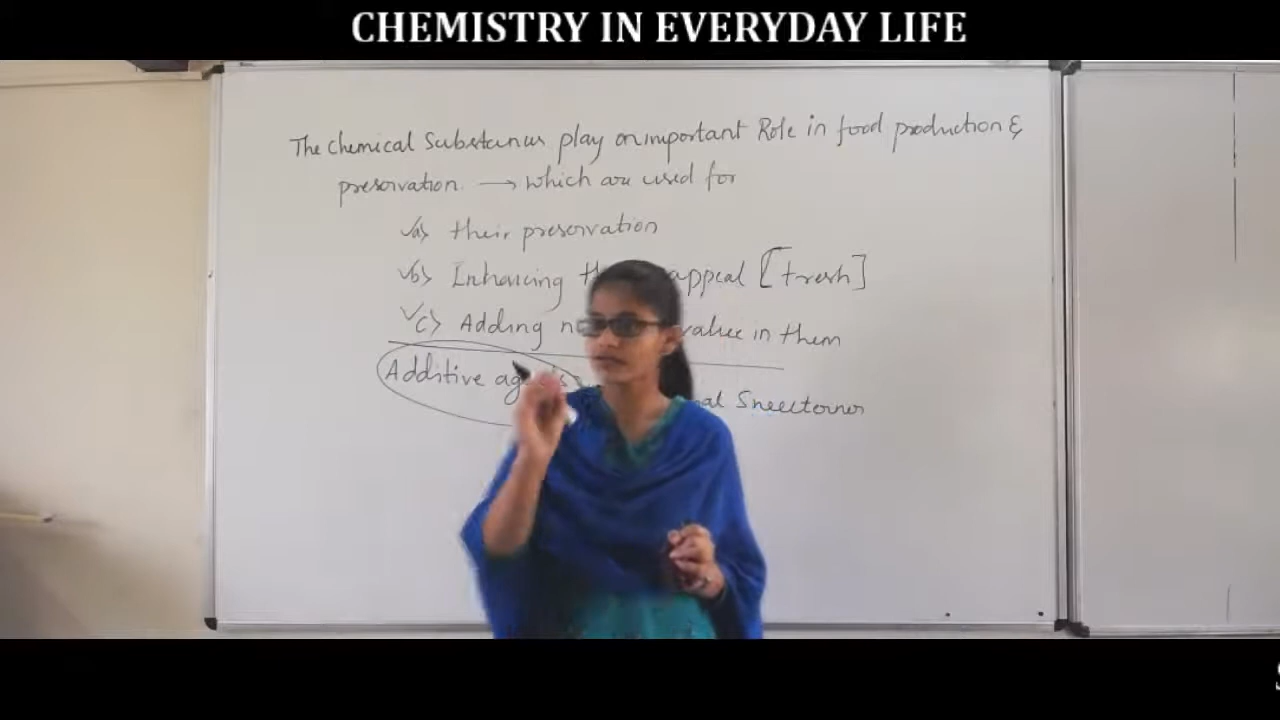 CHEMISTRY IN EVERYDAY LIFE
The Chemical Substances play an important Role in food production &
preservation. → which are used for
a> their preservation
b> Enhancing appeal [fresh]
c> Adding value in them
Additive